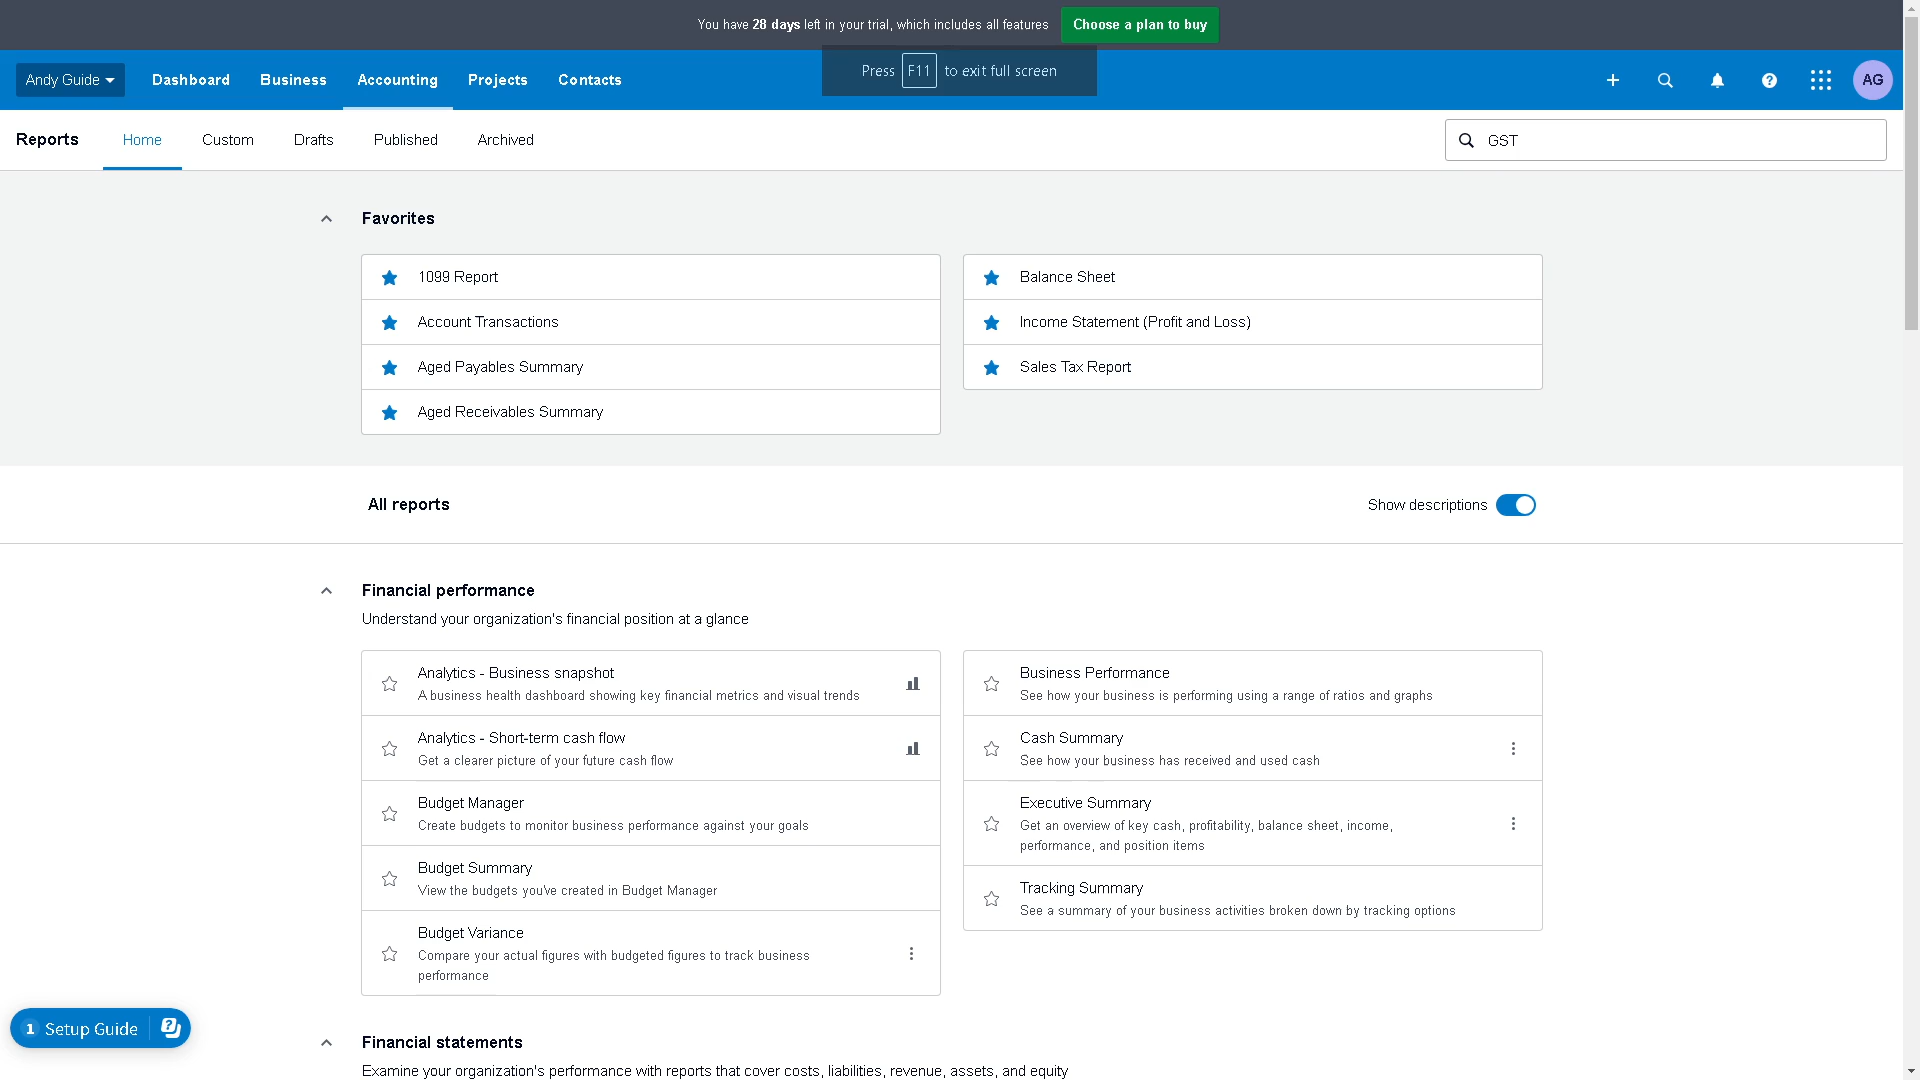 You have 28 days left in your trial, which includes all features Choose a plan to buy
Press F11 to exit full screen
Andy Guide Dashboard Business Accounting Projects Contacts AG
Reports Home Custom Drafts Published Archived GST
Favorites
1099 Report
Account Transactions
Aged Payables Summary
Aged Receivables Summary
Balance Sheet
Income Statement (Profit and Loss)
Sales Tax Report
All reports Show descriptions
Financial performance
Understand your organization's financial position at a glance
Analytics - Business snapshot
A business health dashboard showing key financial metrics and visual trends
Analytics - Short-term cash flow
Get a clearer picture of your future cash flow
Budget Manager
Create budgets to monitor business performance against your goals
Budget Summary
View the budgets you've created in Budget Manager
Budget Variance
Compare your actual figures with budgeted figures to track business
performance
Business Performance
See how your business is performing using a range of ratios and graphs
Cash Summary
See how your business has received and used cash
Executive Summary
Get an overview of key cash, profitability, balance sheet, income,
performance, and position items
Tracking Summary
See a summary of your business activities broken down by tracking options
1 Setup Guide
Financial statements
Examine your organization's performance with reports that cover costs, liabilities, revenue, assets, and equity